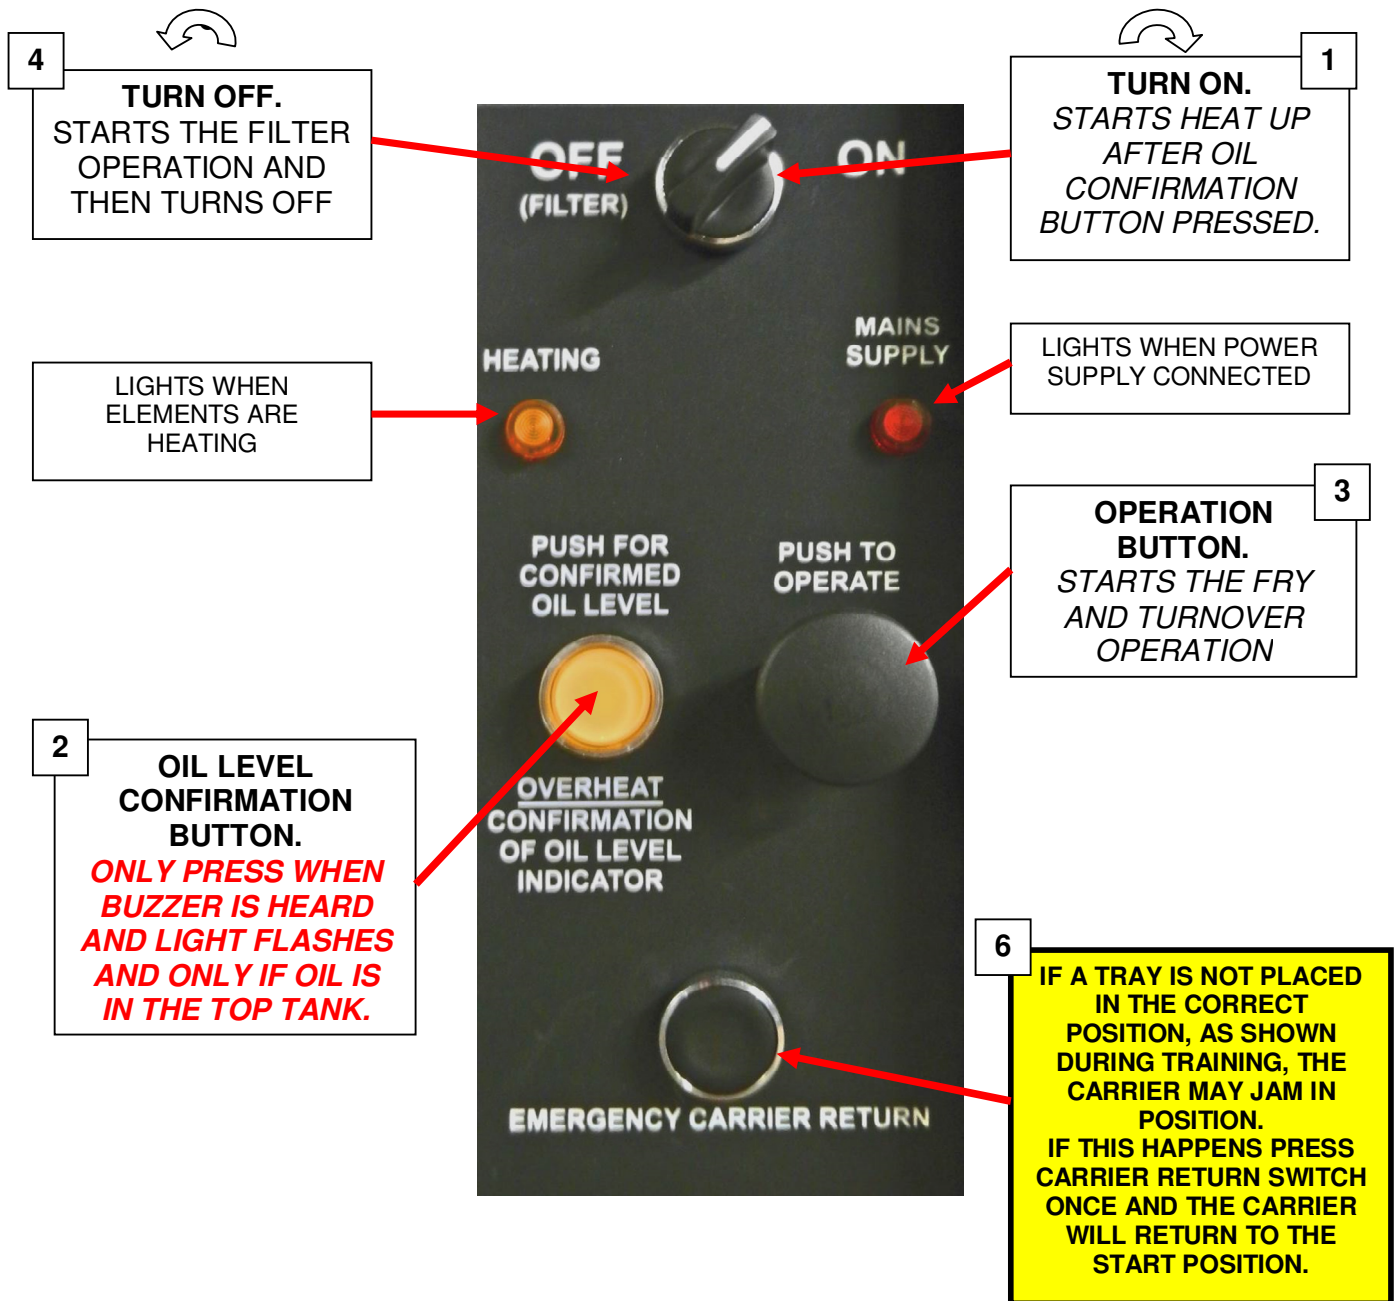 4
TURN OFF.
STARTS THE FILTER
OPERATION AND
THEN TURNS OFF
1
TURN ON.
STARTS HEAT UP
AFTER OIL
CONFIRMATION
BUTTON PRESSED.
OFF
(FILTER)
ON
LIGHTS WHEN
ELEMENTS ARE
HEATING
HEATING
MAINS
SUPPLY
LIGHTS WHEN POWER
SUPPLY CONNECTED
3
OPERATION
BUTTON.
STARTS THE FRY
AND TURNOVER
OPERATION
PUSH FOR
CONFIRMED
OIL LEVEL
PUSH TO
OPERATE
2
OIL LEVEL
CONFIRMATION
BUTTON.
ONLY PRESS WHEN
BUZZER IS HEARD
AND LIGHT FLASHES
AND ONLY IF OIL IS
IN THE TOP TANK.
OVERHEAT
CONFIRMATION
OF OIL LEVEL
INDICATOR
EMERGENCY CARRIER RETURN
6
IF A TRAY IS NOT PLACED
IN THE CORRECT
POSITION, AS SHOWN
DURING TRAINING, THE
CARRIER MAY JAM IN
POSITION.
IF THIS HAPPENS PRESS
CARRIER RETURN SWITCH
ONCE AND THE CARRIER
WILL RETURN TO THE
START POSITION.